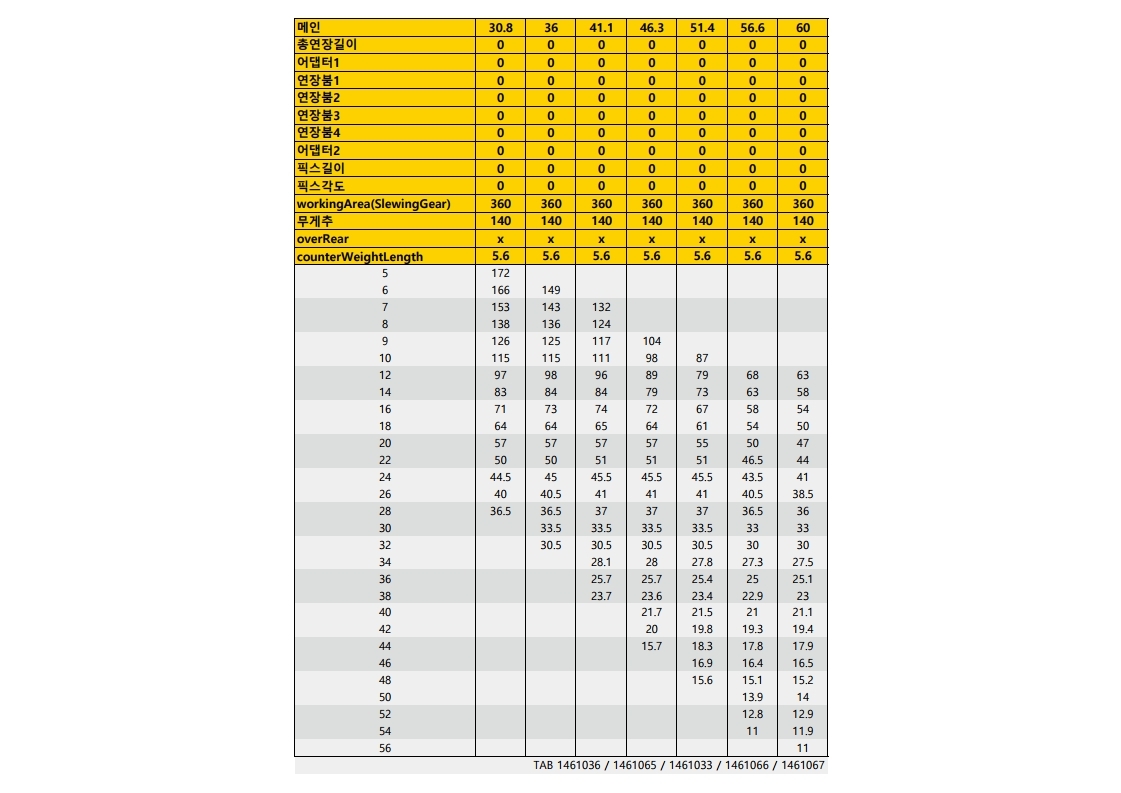 메인 30.8 36 41.1 46.3 51.4 56.6 60
총연장길이 0 0 0 0 0 0 0
어댑터1 0 0 0 0 0 0 0
연장붐1 0 0 0 0 0 0 0
연장붐2 0 0 0 0 0 0 0
연장붐3 0 0 0 0 0 0 0
연장붐4 0 0 0 0 0 0 0
어댑터2 0 0 0 0 0 0 0
픽스길이 0 0 0 0 0 0 0
픽스각도 0 0 0 0 0 0 0
workingArea(SlewingGear) 360 360 360 360 360 360 360
무게추 140 140 140 140 140 140 140
overRear x x x x x x x
counterWeightLength 5.6 5.6 5.6 5.6 5.6 5.6 5.6
5 172
6 166 149
7 153 143 132
8 138 136 124
9 126 125 117 104
10 115 115 111 98 87
12 97 98 96 89 79 68 63
14 83 84 84 79 73 63 58
16 71 73 74 72 67 58 54
18 64 64 65 64 61 54 50
20 57 57 57 57 55 50 47
22 50 50 51 51 51 46.5 44
24 44.5 45 45.5 45.5 45.5 43.5 41
26 40 40.5 41 41 41 40.5 38.5
28 36.5 36.5 37 37 37 36.5 36
30 33.5 33.5 33.5 33.5 33 33
32 30.5 30.5 30.5 30.5 30 30
34 28.1 28 27.8 27.3 27.5
36 25.7 25.7 25.4 25 25.1
38 23.7 23.6 23.4 22.9 23
40 21.7 21.5 21 21.1
42 20 19.8 19.3 19.4
44 15.7 18.3 17.8 17.9
46 16.9 16.4 16.5
48 15.6 15.1 15.2
50 13.9 14
52 12.8 12.9
54 11 11.9
56 11
TAB 1461036 / 1461065 / 1461033 / 1461066 / 1461067